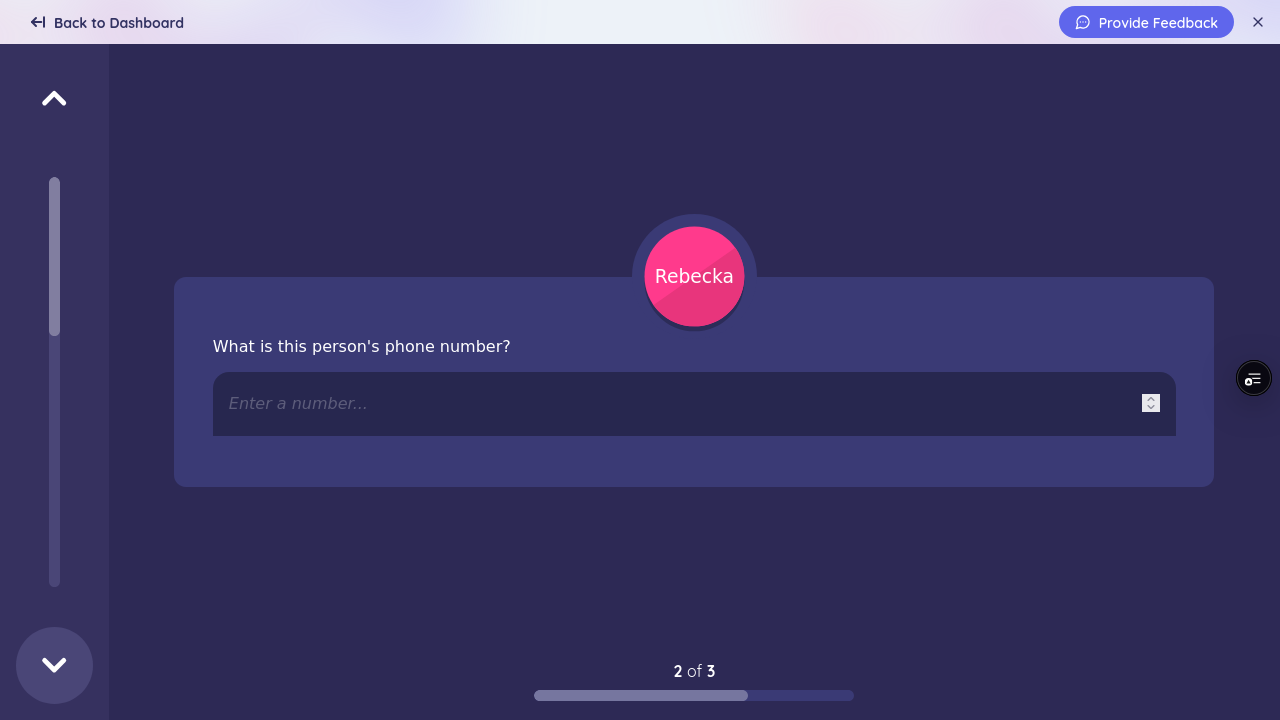 Back to Dashboard
Provide Feedback
Rebecka
What is this person's phone number?
Enter a number...
2 of 3